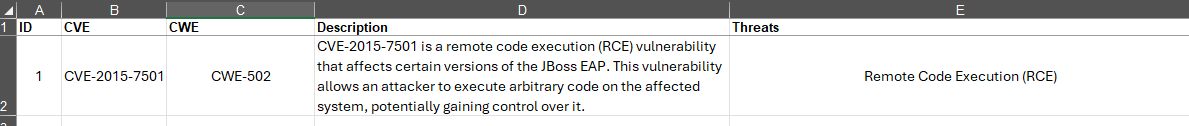 A B C D E
1 ID CVE CWE Description Threats
CVE-2015-7501 is a remote code execution (RCE) vulnerability
that affects certain versions of the JBoss EAP. This vulnerability
1 CVE-2015-7501 CWE-502 allows an attacker to execute arbitrary code on the affected Remote Code Execution (RCE)
2 system, potentially gaining control over it.